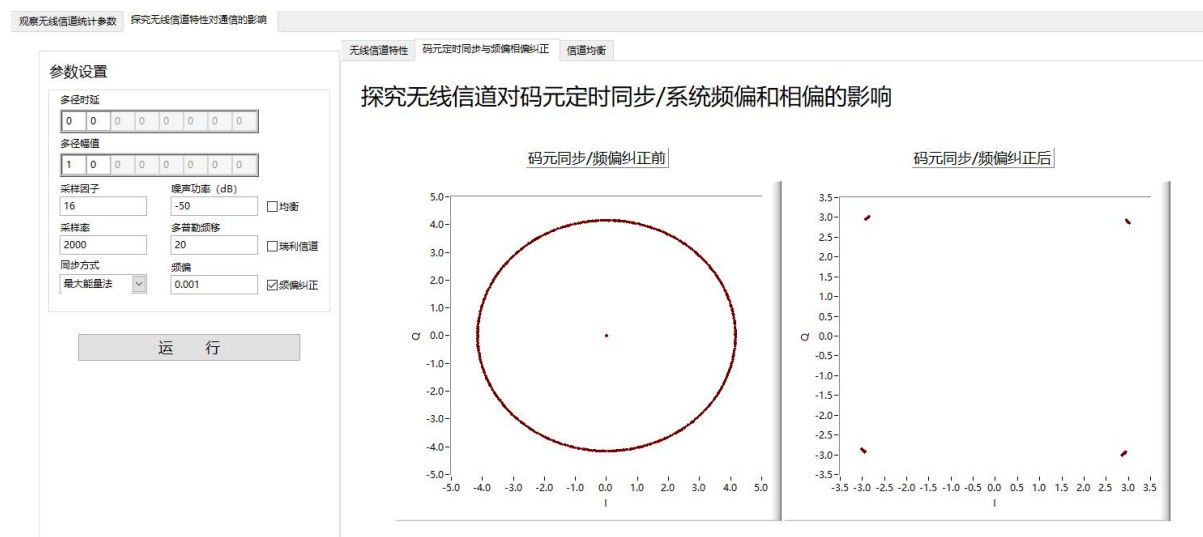 观察无线信道统计参数 探究无线信道特性对通信的影响
无线信道特性 码元定时同步与频偏相偏纠正 信道均衡
参数设置
多径时延
0 0 0 0 0 0 0 0
多径幅值
1 0 0 0 0 0 0 0
采样因子 噪声功率（dB）
16 -50 均衡
采样率 多普勒频移
2000 20 瑞利信道
同步方式 频偏
最大能量法 0.001 频偏纠正
运 行
探究无线信道对码元定时同步/系统频偏和相偏的影响
码元同步/频偏纠正前
5.0
4.0
3.0
2.0
1.0
0.0
-1.0
-2.0
-3.0
-4.0
-5.0
Q
-5.0 -4.0 -3.0 -2.0 -1.0 0.0 1.0 2.0 3.0 4.0 5.0
I
码元同步/频偏纠正后
3.5
3.0
2.5
2.0
1.5
1.0
0.5
0.0
-0.5
-1.0
-1.5
-2.0
-2.5
-3.0
-3.5
Q
-3.5 -3.0 -2.5 -2.0 -1.5 -1.0 -0.5 0.0 0.5 1.0 1.5 2.0 2.5 3.0 3.5
I